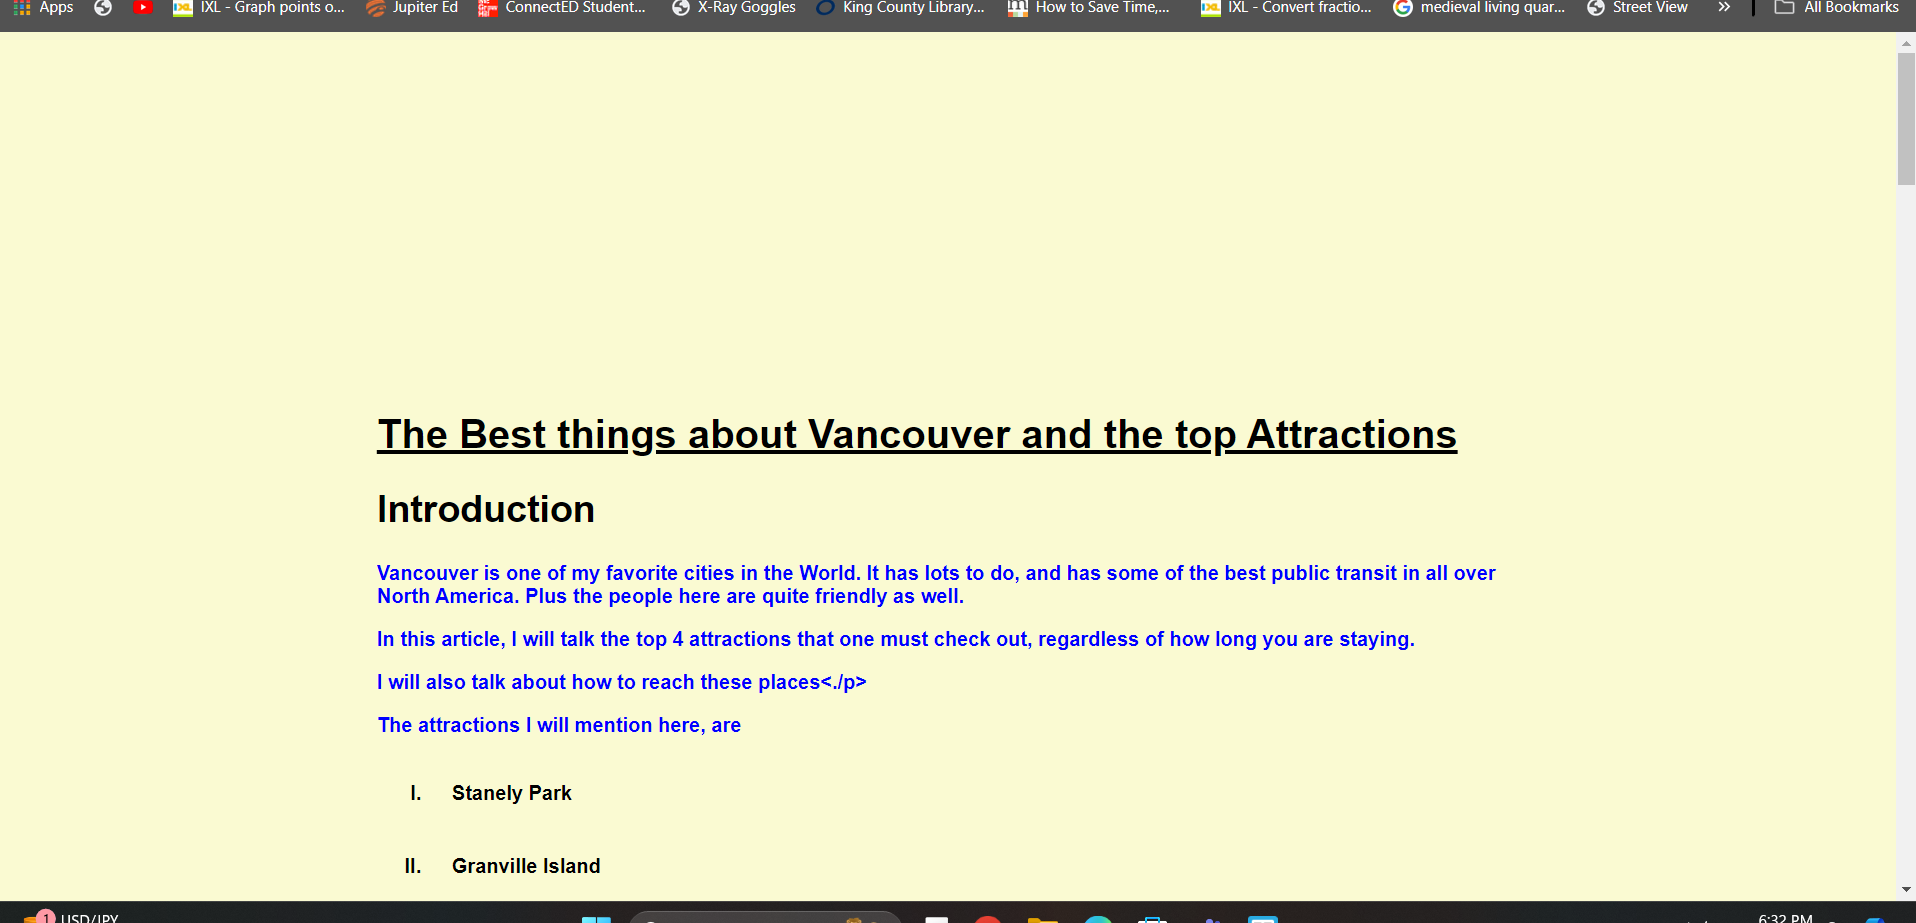 Apps IXL - Graph points o... Jupiter Ed ConnectED Student... X-Ray Goggles King County Library... How to Save Time,... IXL - Convert fractio... medieval living quar... Street View » All Bookmarks
The Best things about Vancouver and the top Attractions
Introduction
Vancouver is one of my favorite cities in the World. It has lots to do, and has some of the best public transit in all over
North America. Plus the people here are quite friendly as well.
In this article, I will talk the top 4 attractions that one must check out, regardless of how long you are staying.
I will also talk about how to reach these places<./p>
The attractions I will mention here, are
I. Stanely Park
II. Granville Island
1 USD/JPY 6:32 PM